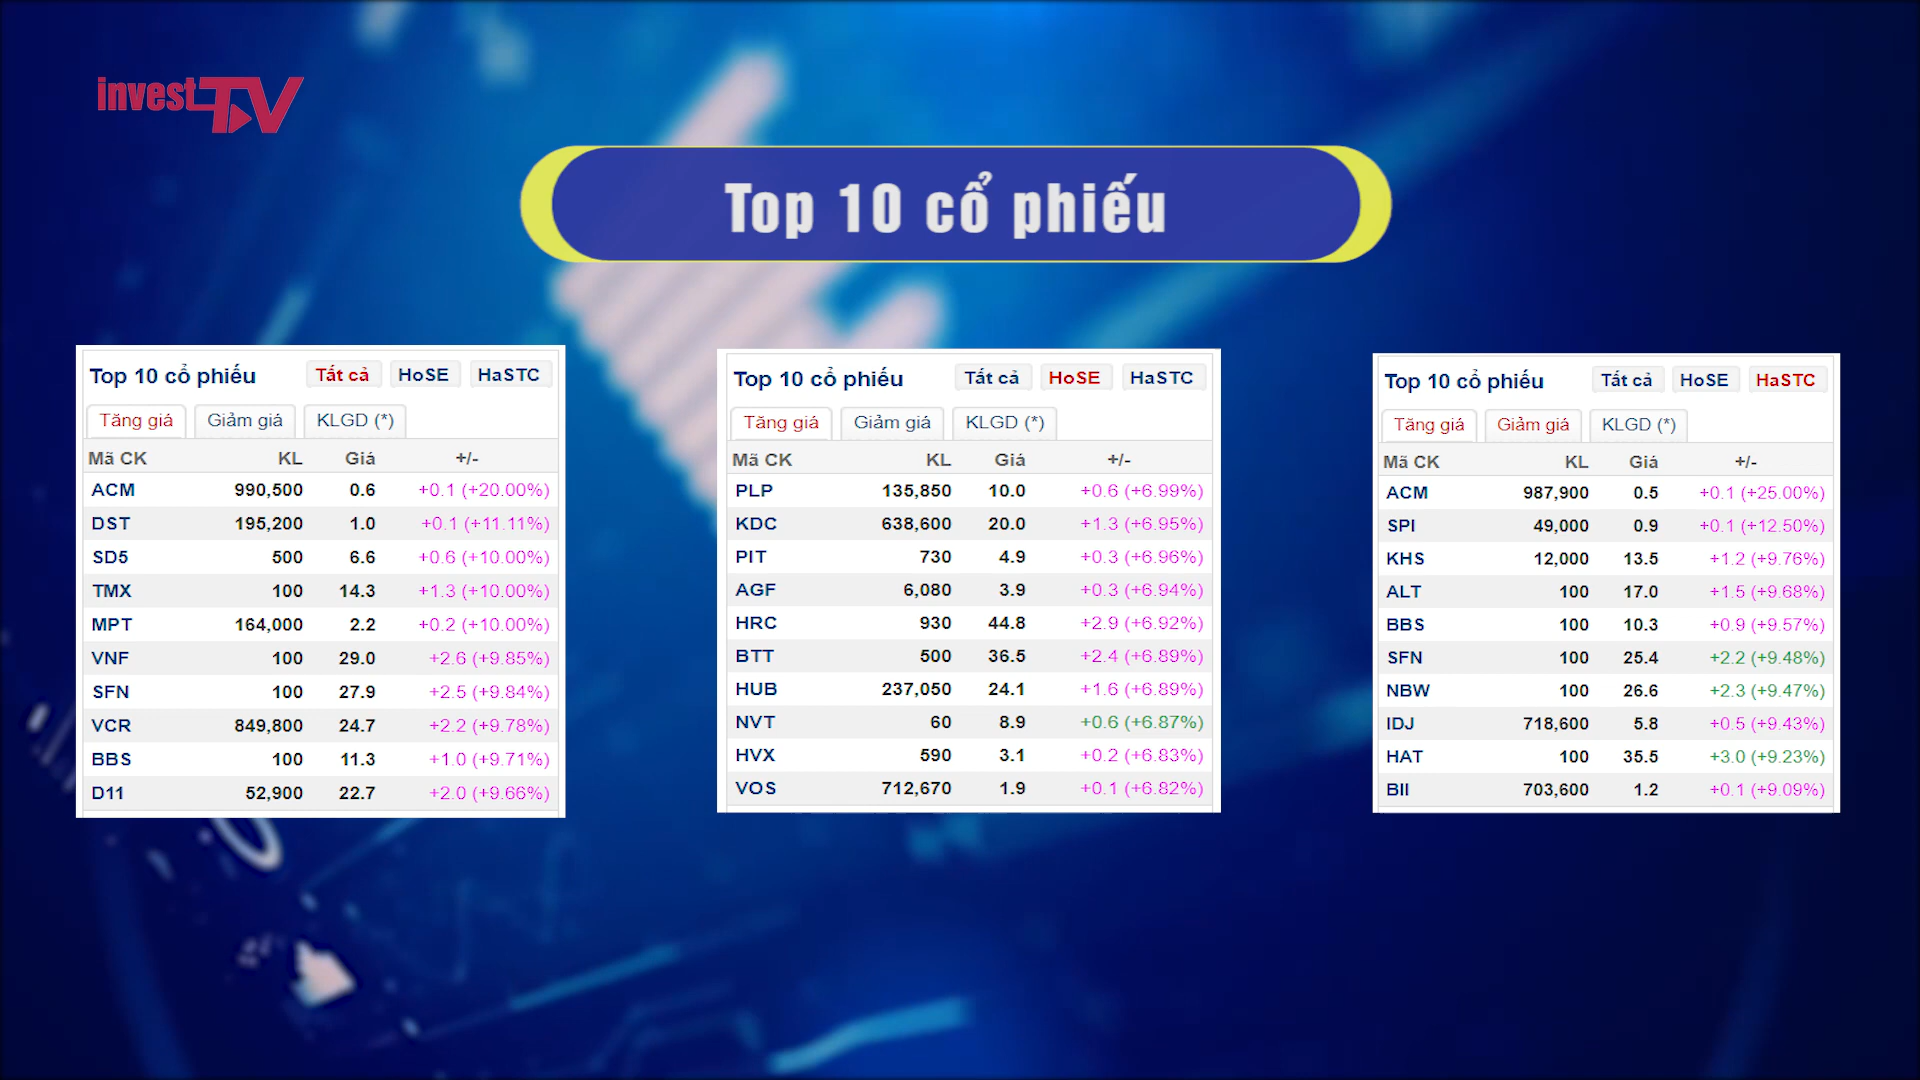 investTV
Top 10 cổ phiếu
Top 10 cổ phiếu Tất cả HoSE HaSTC
Tăng giá Giảm giá KLGD (*)
Mã CK KL Giá +/-
ACM 990,500 0.6 +0.1 (+20.00%)
DST 195,200 1.0 +0.1 (+11.11%)
SD5 500 6.6 +0.6 (+10.00%)
TMX 100 14.3 +1.3 (+10.00%)
MPT 164,000 2.2 +0.2 (+10.00%)
VNF 100 29.0 +2.6 (+9.85%)
SFN 100 27.9 +2.5 (+9.84%)
VCR 849,800 24.7 +2.2 (+9.78%)
BBS 100 11.3 +1.0 (+9.71%)
D11 52,900 22.7 +2.0 (+9.66%)
Top 10 cổ phiếu Tất cả HoSE HaSTC
Tăng giá Giảm giá KLGD (*)
Mã CK KL Giá +/-
PLP 135,850 10.0 +0.6 (+6.99%)
KDC 638,600 20.0 +1.3 (+6.95%)
PIT 730 4.9 +0.3 (+6.96%)
AGF 6,080 3.9 +0.3 (+6.94%)
HRC 930 44.8 +2.9 (+6.92%)
BTT 500 36.5 +2.4 (+6.89%)
HUB 237,050 24.1 +1.6 (+6.89%)
NVT 60 8.9 +0.6 (+6.87%)
HVX 590 3.1 +0.2 (+6.83%)
VOS 712,670 1.9 +0.1 (+6.82%)
Top 10 cổ phiếu Tất cả HoSE HaSTC
Tăng giá Giảm giá KLGD (*)
Mã CK KL Giá +/-
ACM 987,900 0.5 +0.1 (+25.00%)
SPI 49,000 0.9 +0.1 (+12.50%)
KHS 12,000 13.5 +1.2 (+9.76%)
ALT 100 17.0 +1.5 (+9.68%)
BBS 100 10.3 +0.9 (+9.57%)
SFN 100 25.4 +2.2 (+9.48%)
NBW 100 26.6 +2.3 (+9.47%)
IDJ 718,600 5.8 +0.5 (+9.43%)
HAT 100 35.5 +3.0 (+9.23%)
BII 703,600 1.2 +0.1 (+9.09%)